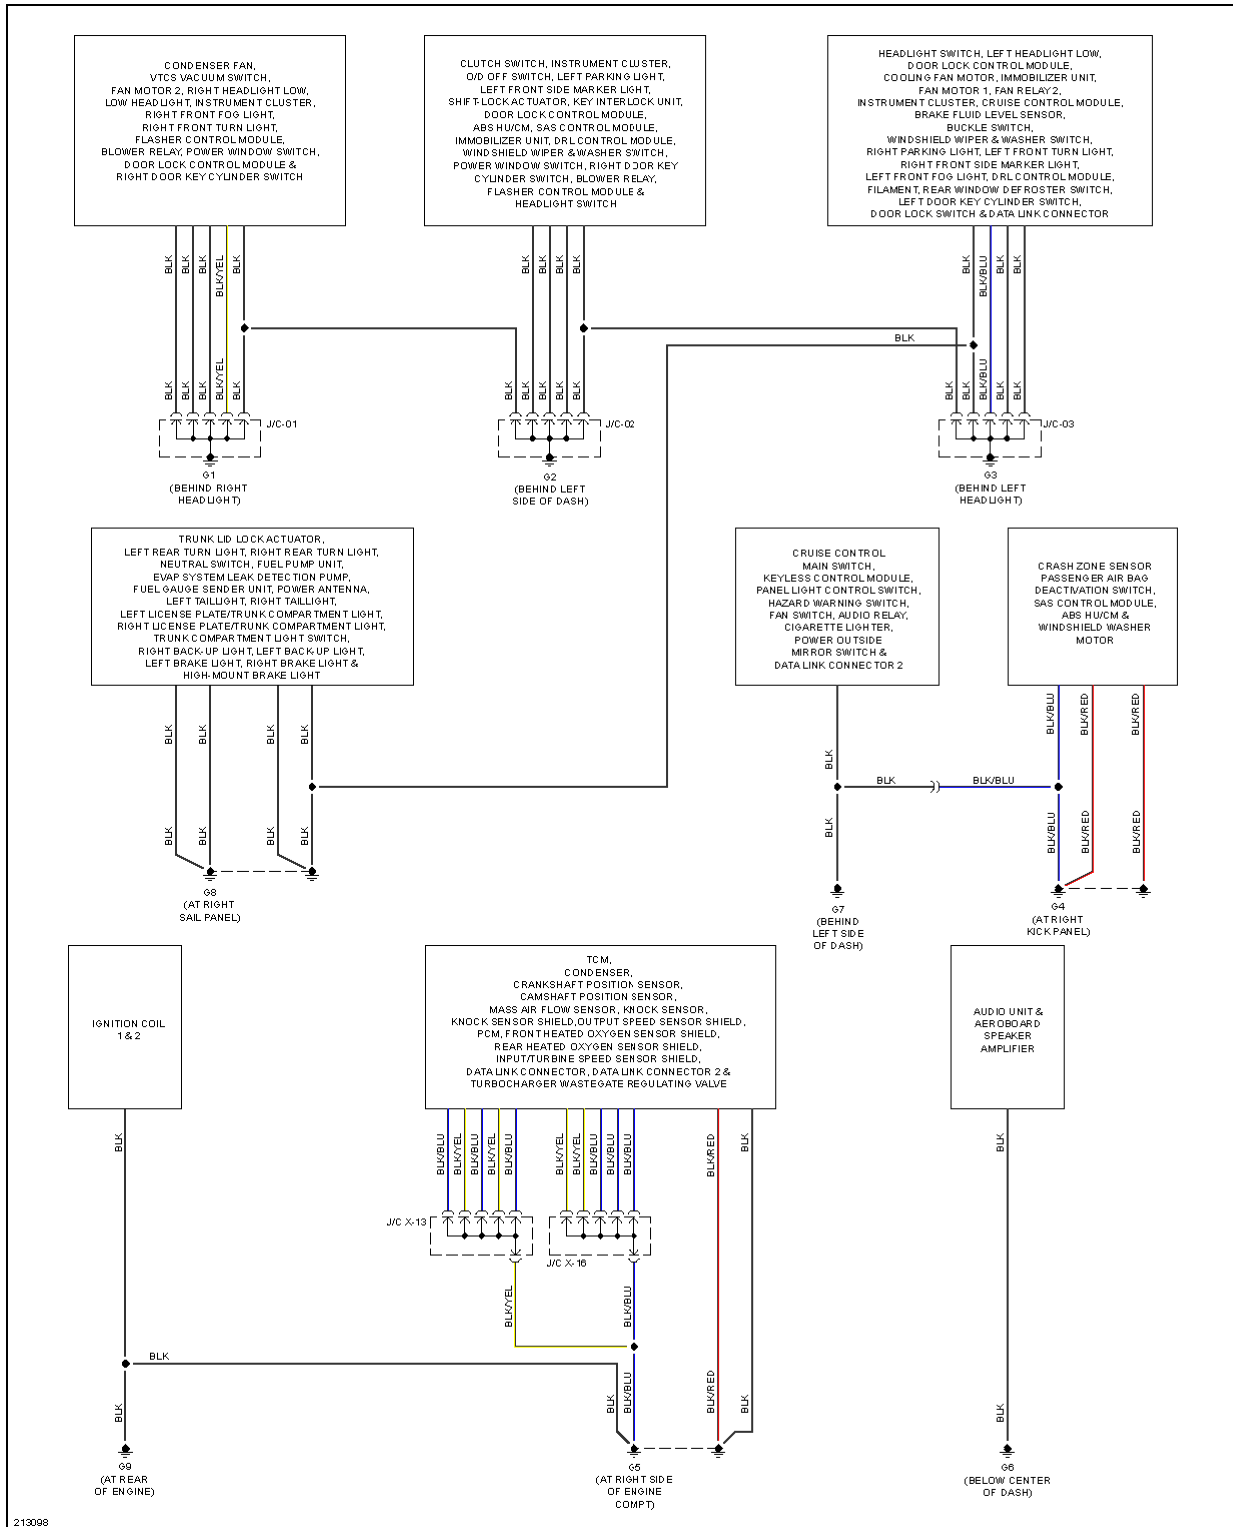 CONDENSER FAN,
VTCS VACUUM SWITCH,
FAN MOTOR 2, RIGHT HEADLIGHT LOW,
LOW HEADLIGHT, INSTRUMENT CLUSTER,
RIGHT FRONT FOG LIGHT,
RIGHT FRONT TURN LIGHT,
FLASHER CONTROL MODULE,
BLOWER RELAY, POWER WINDOW SWITCH,
DOOR LOCK CONTROL MODULE &
RIGHT DOOR KEY CYLINDER SWITCH
CLUTCH SWITCH, INSTRUMENT CLUSTER,
O/D OFF SWITCH, LEFT PARKING LIGHT,
LEFT FRONT SIDE MARKER LIGHT,
SHIFT-LOCK ACTUATOR, KEY INTERLOCK UNIT,
DOOR LOCK CONTROL MODULE,
ABS HU/CM, SAS CONTROL MODULE,
IMMOBILIZER UNIT, DRL CONTROL MODULE,
WINDSHIELD WIPER & WASHER SWITCH,
POWER WINDOW SWITCH, RIGHT DOOR KEY
CYLINDER SWITCH, BLOWER RELAY,
FLASHER CONTROL MODULE &
HEADLIGHT SWITCH
HEADLIGHT SWITCH, LEFT HEADLIGHT LOW,
DOOR LOCK CONTROL MODULE,
COOLING FAN MOTOR, IMMOBILIZER UNIT,
FAN MOTOR 1, FAN RELAY 2,
INSTRUMENT CLUSTER, CRUISE CONTROL MODULE,
BRAKE FLUID LEVEL SENSOR,
BUCKLE SWITCH,
WINDSHIELD WIPER & WASHER SWITCH,
RIGHT PARKING LIGHT, LEFT FRONT TURN LIGHT,
RIGHT FRONT SIDE MARKER LIGHT,
LEFT FRONT FOG LIGHT, DRL CONTROL MODULE,
FILAMENT, REAR WINDOW DEFROSTER SWITCH,
LEFT DOOR KEY CYLINDER SWITCH,
DOOR LOCK SWITCH & DATA LINK CONNECTOR
BLK
BLK
BLK
BLK/YEL
BLK
BLK
BLK
BLK
BLK
BLK
BLK/BLU
BLK
BLK
BLK
BLK
BLK
BLK
BLK/YEL
BLK
BLK
BLK
BLK
BLK
BLK
BLK
BLK
BLK/BLU
BLK
BLK
J/C-01
J/C-02
J/C-03
G1
(BEHIND RIGHT
HEADLIGHT)
G2
(BEHIND LEFT
SIDE OF DASH)
G3
(BEHIND LEFT
HEADLIGHT)
TRUNK LID LOCK ACTUATOR,
LEFT REAR TURN LIGHT, RIGHT REAR TURN LIGHT,
NEUTRAL SWITCH, FUEL PUMP UNIT,
EVAP SYSTEM LEAK DETECTION PUMP,
FUEL GAUGE SENDER UNIT, POWER ANTENNA,
LEFT TAILLIGHT, RIGHT TAILLIGHT,
LEFT LICENSE PLATE/TRUNK COMPARTMENT LIGHT,
RIGHT LICENSE PLATE/TRUNK COMPARTMENT LIGHT,
TRUNK COMPARTMENT LIGHT SWITCH,
RIGHT BACK-UP LIGHT, LEFT BACK-UP LIGHT,
LEFT BRAKE LIGHT, RIGHT BRAKE LIGHT &
HIGH-MOUNT BRAKE LIGHT
CRUISE CONTROL
MAIN SWITCH,
KEYLESS CONTROL MODULE,
PANEL LIGHT CONTROL SWITCH,
HAZARD WARNING SWITCH,
FAN SWITCH, AUDIO RELAY,
CIGARETTE LIGHTER,
POWER OUTSIDE
MIRROR SWITCH &
DATA LINK CONNECTOR 2
CRASH ZONE SENSOR
PASSENGER AIR BAG
DEACTIVATION SWITCH,
SAS CONTROL MODULE,
ABS HU/CM &
WINDSHIELD WASHER
MOTOR
BLK
BLK
BLK
BLK
BLK
BLK/BLU
BLK/RED
BLK/RED
BLK
BLK/BLU
BLK
BLK
BLK
BLK
BLK
BLK/BLU
BLK/RED
BLK/RED
G8
(AT RIGHT
SAIL PANEL)
G7
(BEHIND
LEFT SIDE
OF DASH)
G4
(AT RIGHT
KICK PANEL)
IGNITION COIL
1 & 2
TCM,
CONDENSER,
CRANKSHAFT POSITION SENSOR,
CAMSHAFT POSITION SENSOR,
MASS AIR FLOW SENSOR, KNOCK SENSOR,
KNOCK SENSOR SHIELD,OUTPUT SPEED SENSOR SHIELD,
PCM, FRONT HEATED OXYGEN SENSOR SHIELD,
REAR HEATED OXYGEN SENSOR SHIELD,
INPUT/TURBINE SPEED SENSOR SHIELD,
DATA LINK CONNECTOR, DATA LINK CONNECTOR 2 &
TURBOCHARGER WASTEGATE REGULATING VALVE
AUDIO UNIT &
AEROBOARD
SPEAKER
AMPLIFIER
BLK
BLK/BLU
BLK/YEL
BLK/BLU
BLK/YEL
BLK/BLU
BLK/YEL
BLK/YEL
BLK/BLU
BLK/BLU
BLK/BLU
BLK/RED
BLK
BLK
J/C X-13
J/C X-16
BLK/YEL
BLK/BLU
BLK
BLK
BLK
BLK/BLU
BLK/RED
BLK
BLK
G9
(AT REAR
OF ENGINE)
G5
(AT RIGHT SIDE
OF ENGINE
COMPT)
G6
(BELOW CENTER
OF DASH)
213098